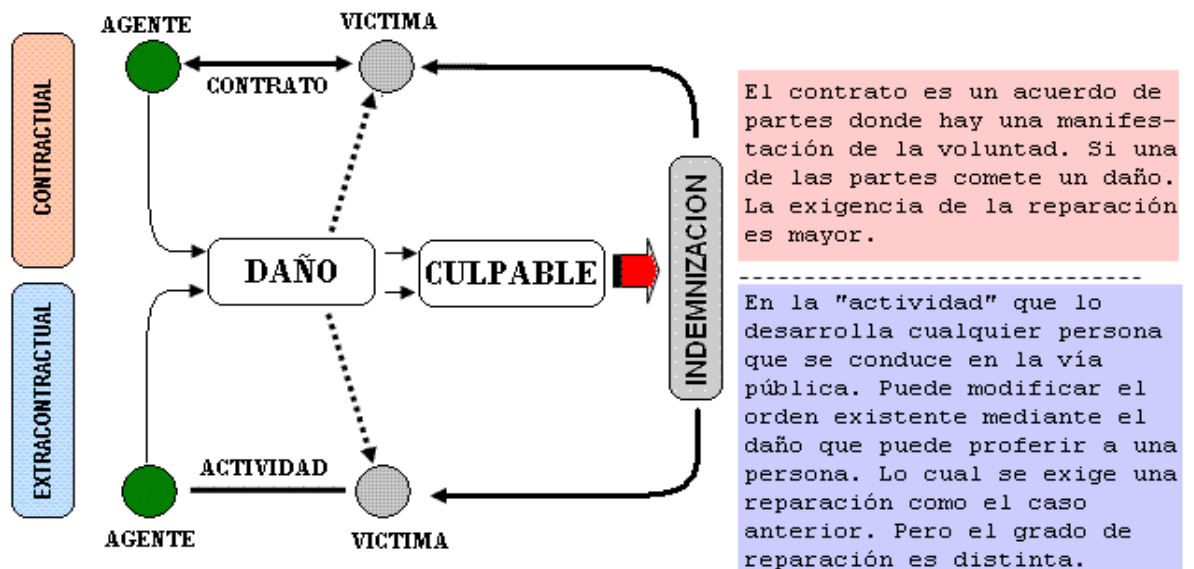 AGENTE
VICTIMA
CONTRATO
CONTRACTUAL
DAÑO
CULPABLE
INDEMNIZACION
EXTRACONTRACTUAL
ACTIVIDAD
AGENTE
VICTIMA
El contrato es un acuerdo de
partes donde hay una manifes-
tación de la voluntad. Si una
de las partes comete un daño.
La exigencia de la reparación
es mayor.
------------------------------
En la "actividad" que lo
desarrolla cualquier persona
que se conduce en la vía
pública. Puede modificar el
orden existente mediante el
daño que puede proferir a una
persona. Lo cual se exige una
reparación como el caso
anterior. Pero el grado de
reparación es distinta.